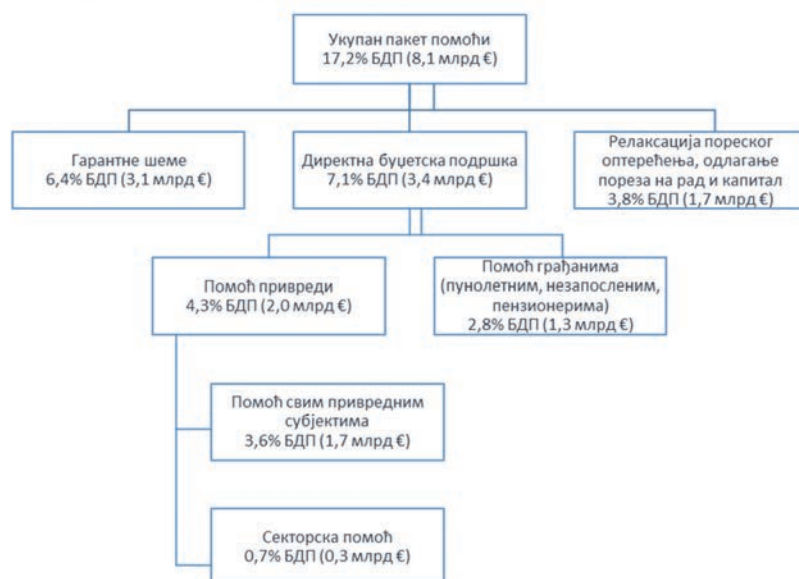 Укупан пакет помоћи
17,2% БДП (8,1 млрд €)
Гарантне шеме
6,4% БДП (3,1 млрд €)
Директна буџетска подршка
7,1% БДП (3,4 млрд €)
Релаксација пореског
оптерећења, одлагање
пореза на рад и капитал
3,8% БДП (1,7 млрд €)
Помоћ привреди
4,3% БДП (2,0 млрд €)
Помоћ грађанима
(пунолетним, незапосленим,
пензионерима)
2,8% БДП (1,3 млрд €)
Помоћ свим привредним
субјектима
3,6% БДП (1,7 млрд €)
Секторска помоћ
0,7% БДП (0,3 млрд €)